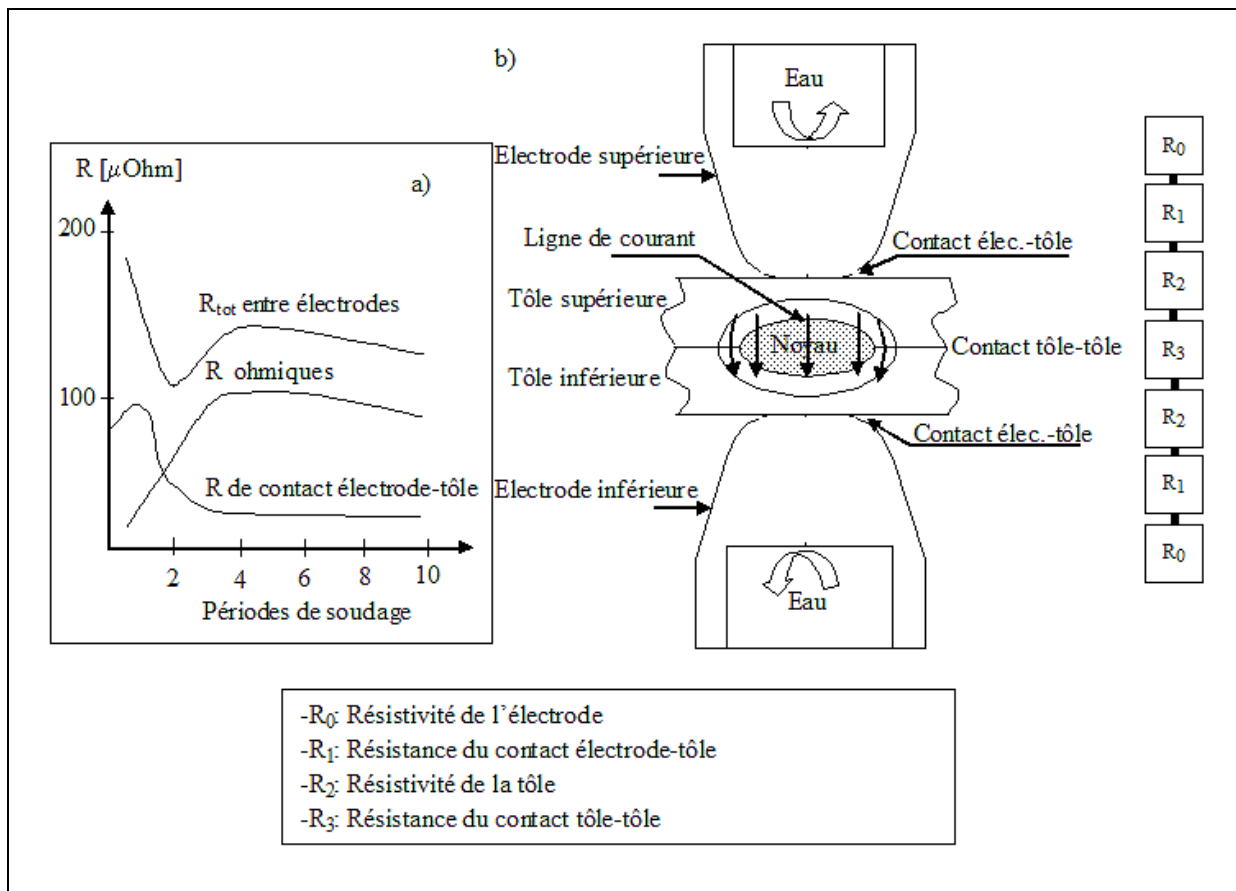 b)
Eau
Electrode supérieure
Ligne de courant
Contact élec.-tôle
Tôle supérieure
Noyau
Contact tôle-tôle
Tôle inférieure
Contact élec.-tôle
Electrode inférieure
Eau
R0
R1
R2
R3
R2
R1
R0
R [µOhm]
a)
200
Rtot entre électrodes
R ohmiques
100
R de contact électrode-tôle
2 4 6 8 10
Périodes de soudage
-R0: Résistivité de l'électrode
-R1: Résistance du contact électrode-tôle
-R2: Résistivité de la tôle
-R3: Résistance du contact tôle-tôle